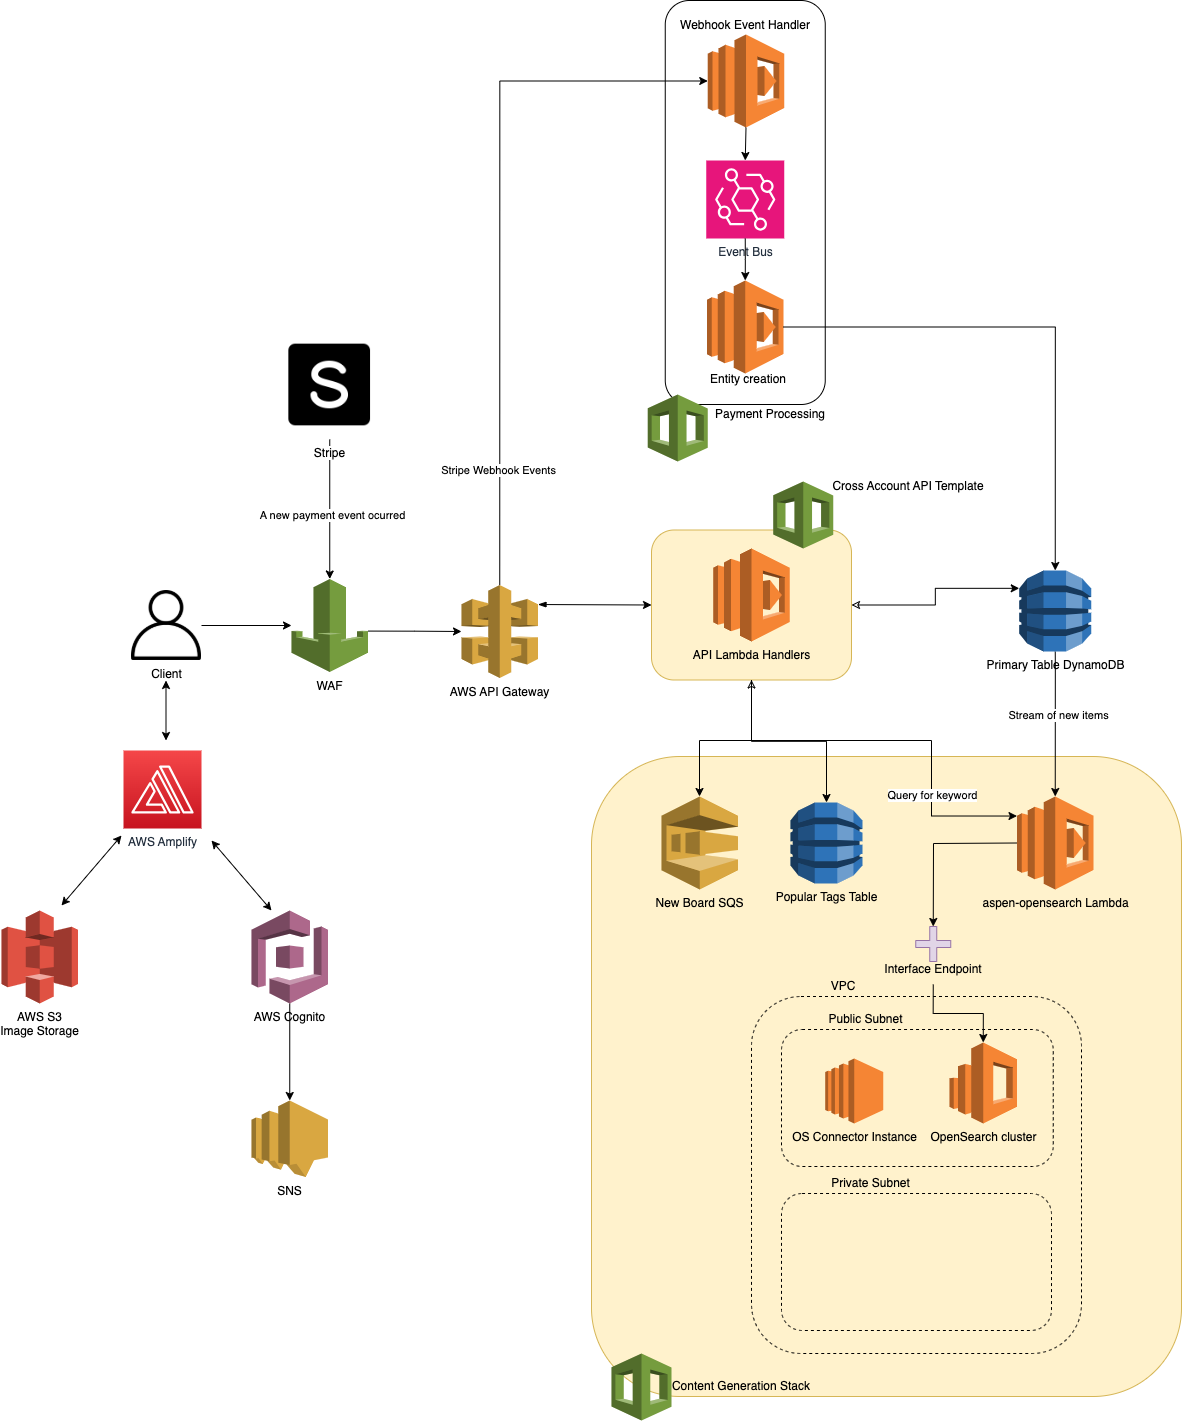 Webhook Event Handler
Event Bus
Entity creation
Payment Processing
S
Stripe
Stripe Webhook Events
A new payment event ocurred
Cross Account API Template
API Lambda Handlers
Client
WAF
AWS API Gateway
Primary Table DynamoDB
Stream of new items
AWS Amplify
Query for keyword
New Board SQS
Popular Tags Table
aspen-opensearch Lambda
Interface Endpoint
VPC
Public Subnet
AWS S3
Image Storage
AWS Cognito
OS Connector Instance
OpenSearch cluster
SNS
Private Subnet
Content Generation Stack